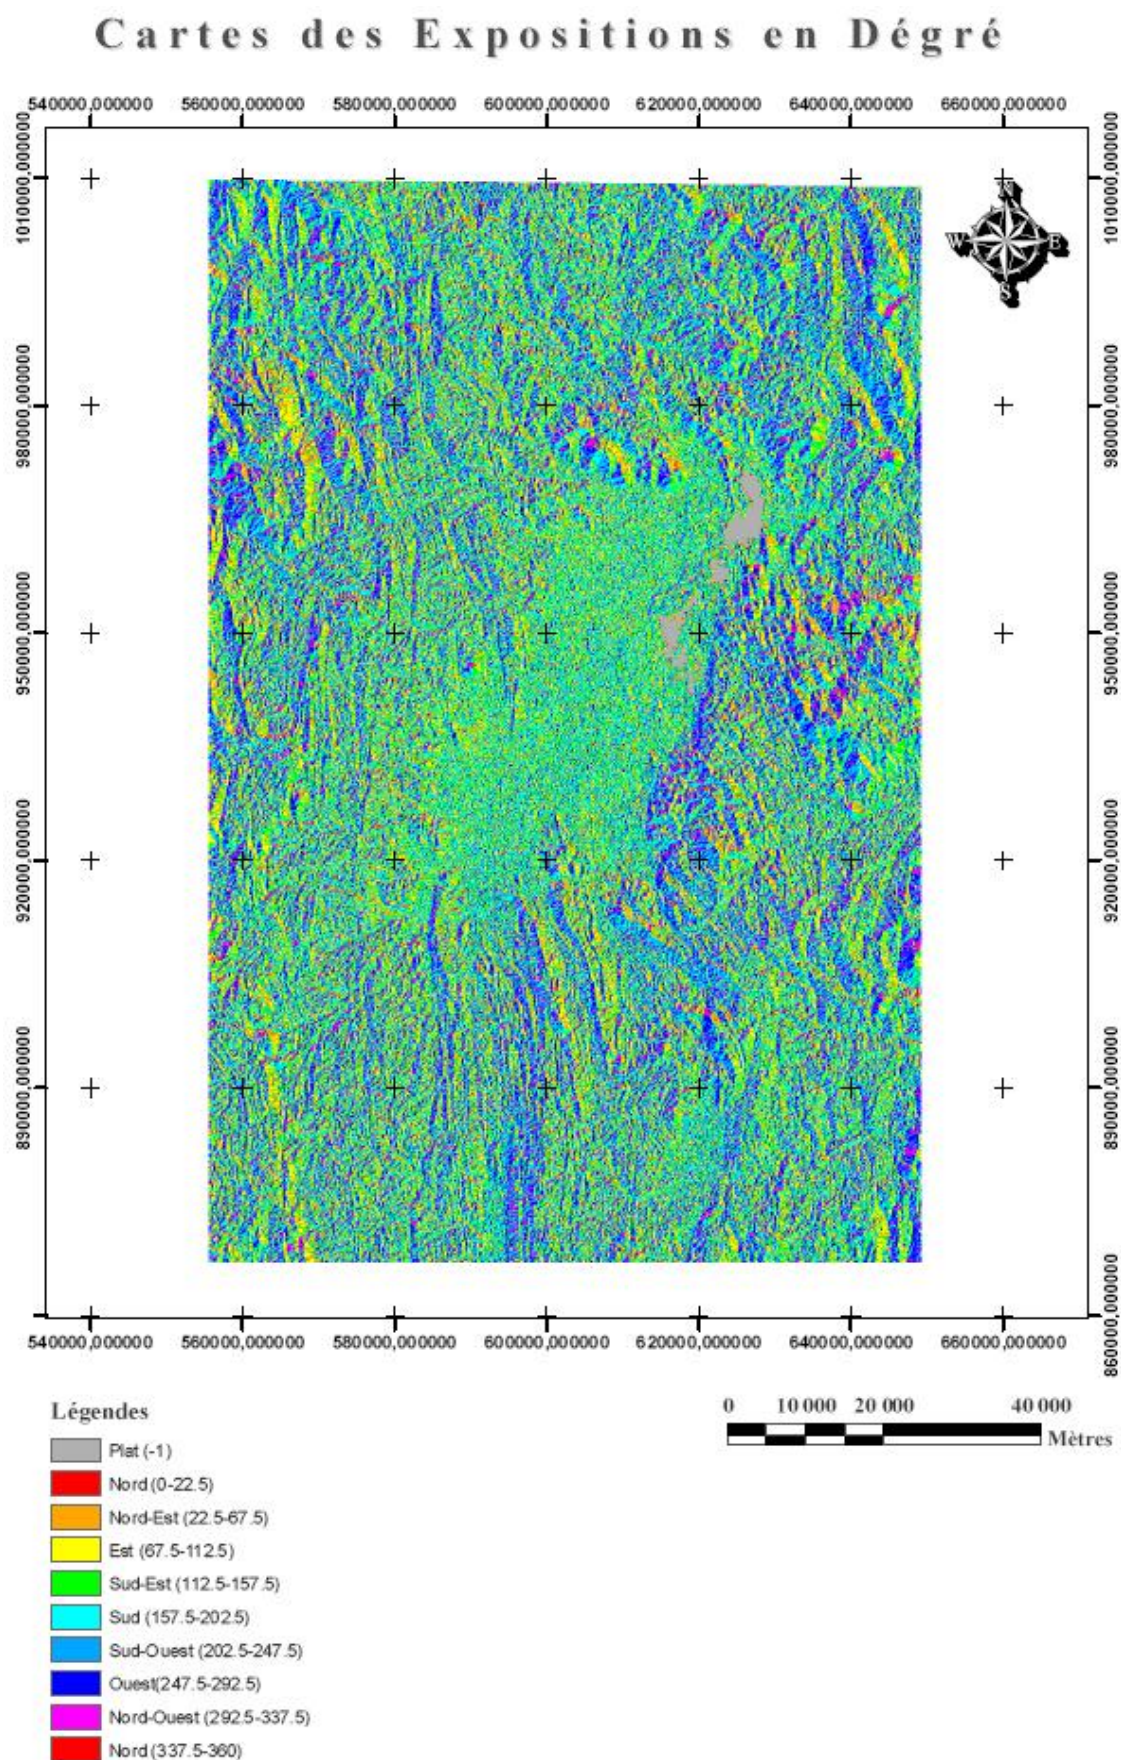 Cartes des Expositions en Dégré
540000,000000 560000,000000 580000,000000 600000,000000 620000,000000 640000,000000 660000,000000
1010000,000000 1010000,000000
N
W E
S
980000,000000 980000,000000
950000,000000 950000,000000
920000,000000 920000,000000
890000,000000 890000,000000
860000,000000
540000,000000 560000,000000 580000,000000 600000,000000 620000,000000 640000,000000 660000,000000
Légendes
0 10 000 20 000 40 000
Mètres
Plat (-1)
Nord (0-22.5)
Nord-Est (22.5-67.5)
Est (67.5-112.5)
Sud-Est (112.5-157.5)
Sud (157.5-202.5)
Sud-Ouest (202.5-247.5)
Ouest(247.5-292.5)
Nord-Ouest (292.5-337.5)
Nord (337.5-360)